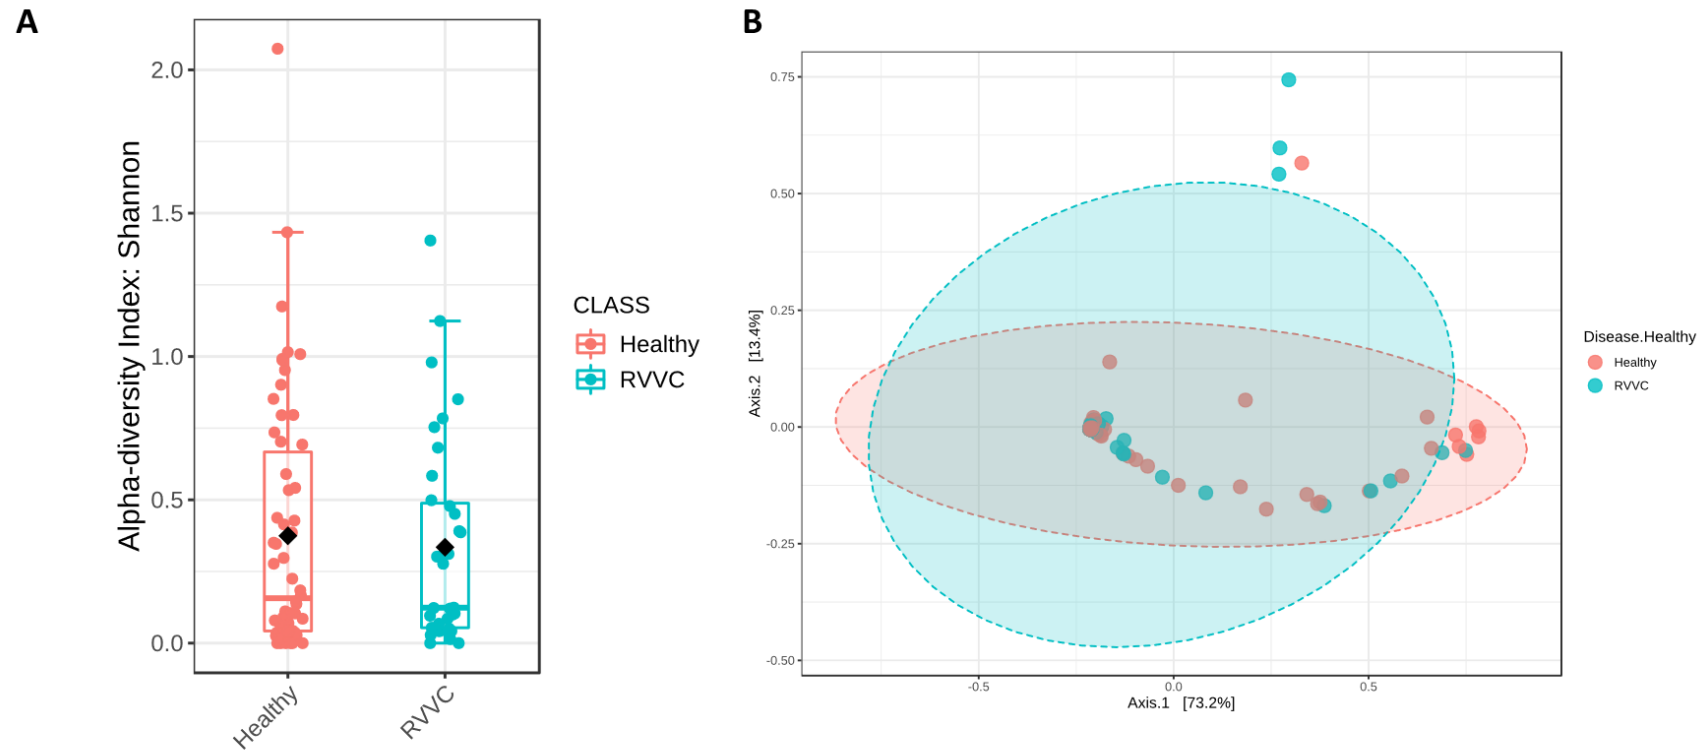 A
B
Alpha-diversity Index: Shannon
2.0
1.5
1.0
0.5
0.0
Healthy
RVVC
CLASS
Healthy
RVVC
Axis.2 [13.4%]
0.75
0.50
0.25
0.00
-0.25
-0.50
-0.5
0.0
0.5
Axis.1 [73.2%]
Disease.Healthy
Healthy
RVVC